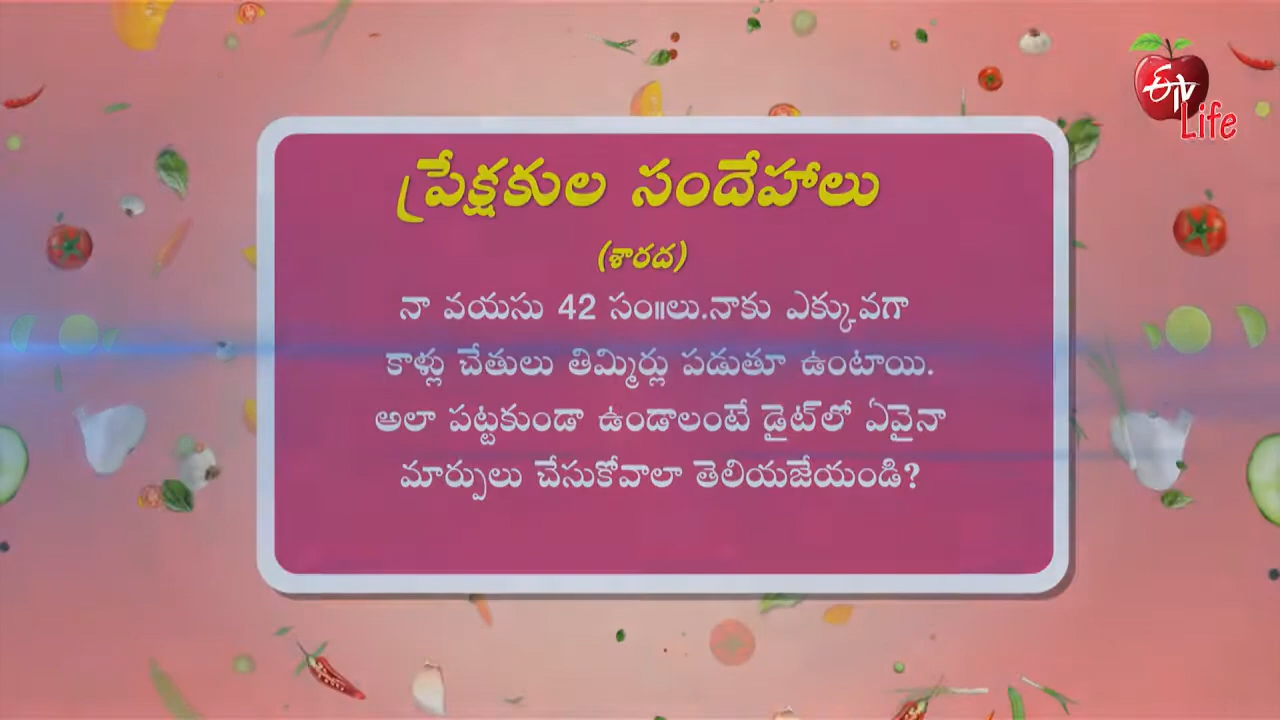 ETV
Life
ప్రేక్షకుల సందేహాలు
(శారద)
నా వయసు 42 సం॥లు.నాకు ఎక్కువగా
కాళ్లు చేతులు తిమ్మిర్లు పడుతూ ఉంటాయి.
అలా పట్టకుండా ఉండాలంటే డైట్‌లో ఏవైనా
మార్పులు చేసుకోవాలా తెలియజేయండి?